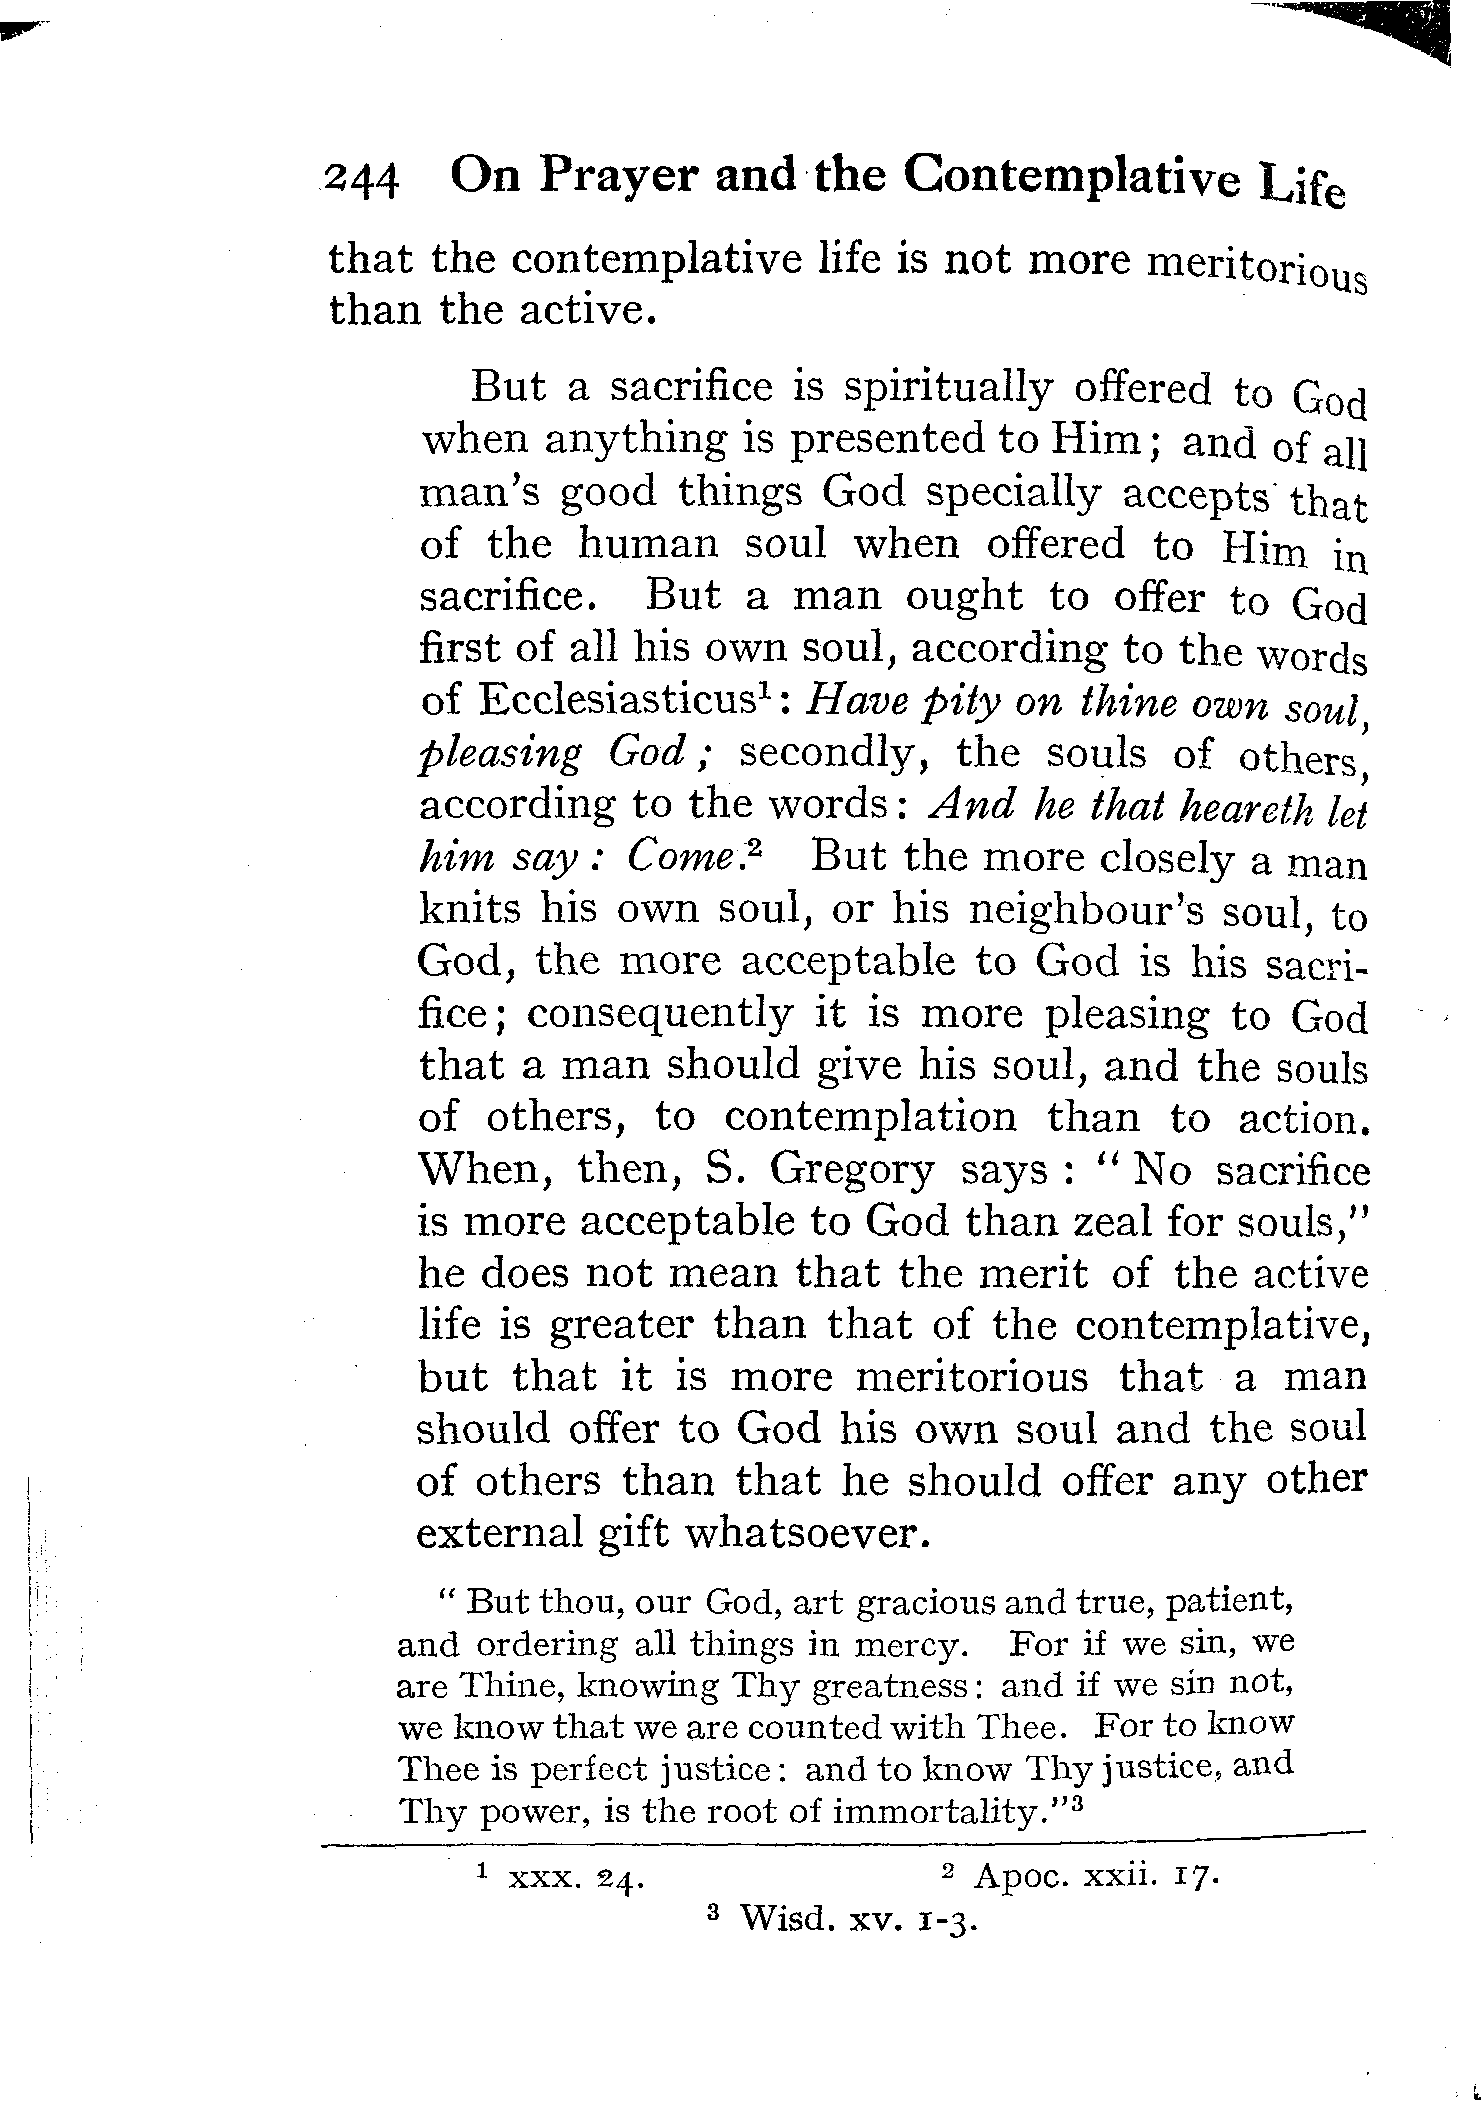 244 On Prayer and the Contemplative Life
that the contemplative life is not more meritorious
than the active.
But a sacrifice is spiritually offered to God
when anything is presented to Him; and of all
man's good things God specially accepts that
of the human soul when offered to Him in
sacrifice. But a man ought to offer to God
first of all his own soul, according to the words
of Ecclesiasticus¹: Have pity on thine own soul,
pleasing God; secondly, the souls of others,
according to the words: And he that heareth let
him say: Come.² But the more closely a man
knits his own soul, or his neighbour's soul, to
God, the more acceptable to God is his sacri-
fice; consequently it is more pleasing to God
that a man should give his soul, and the souls
of others, to contemplation than to action.
When, then, S. Gregory says: "No sacrifice
is more acceptable to God than zeal for souls,"
he does not mean that the merit of the active
life is greater than that of the contemplative,
but that it is more meritorious that a man
should offer to God his own soul and the soul
of others than that he should offer any other
external gift whatsoever.
"But thou, our God, art gracious and true, patient,
and ordering all things in mercy. For if we sin, we
are Thine, knowing Thy greatness: and if we sin not,
we know that we are counted with Thee. For to know
Thee is perfect justice: and to know Thy justice, and
Thy power, is the root of immortality."³
¹ xxx. 24. ² Apoc. xxii. 17.
³ Wisd. xv. 1-3.